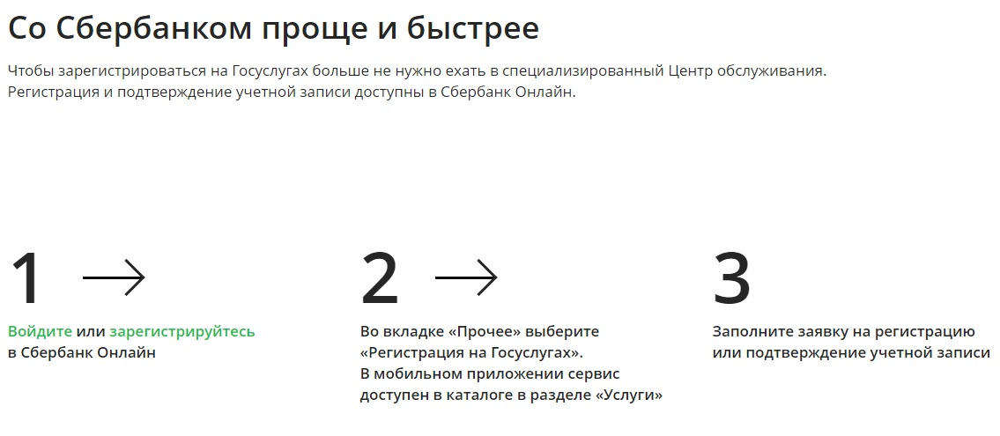 Со Сбербанком проще и быстрее
Чтобы зарегистрироваться на Госуслугах больше не нужно ехать в специализированный Центр обслуживания.
Регистрация и подтверждение учетной записи доступны в Сбербанк Онлайн.
1
Войдите или зарегистрируйтесь
в Сбербанк Онлайн
2
Во вкладке «Прочее» выберите
«Регистрация на Госуслугах».
В мобильном приложении сервис
доступен в каталоге в разделе «Услуги»
3
Заполните заявку на регистрацию
или подтверждение учетной записи